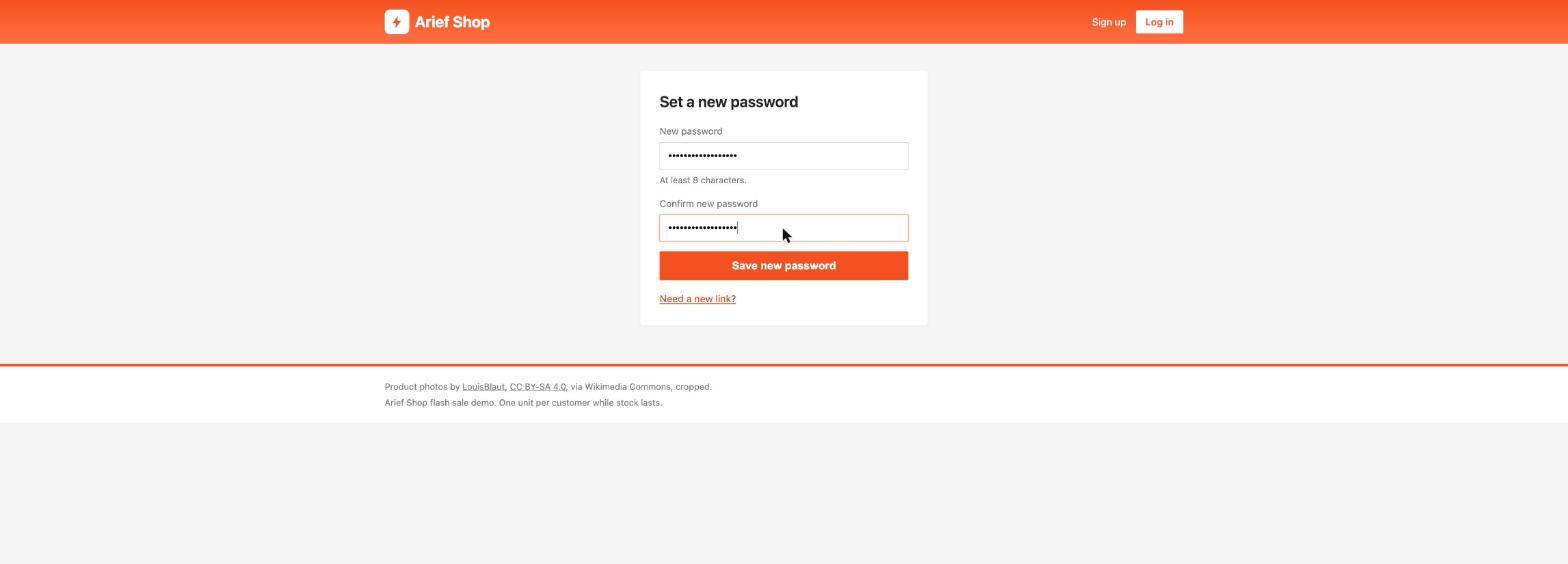 Arief Shop
Sign up
Log in
Set a new password
New password
••••••••••••••••••
At least 8 characters.
Confirm new password
••••••••••••••••••
Save new password
Need a new link?
Product photos by LouisBlaut, CC BY-SA 4.0, via Wikimedia Commons, cropped.
Arief Shop flash sale demo. One unit per customer while stock lasts.